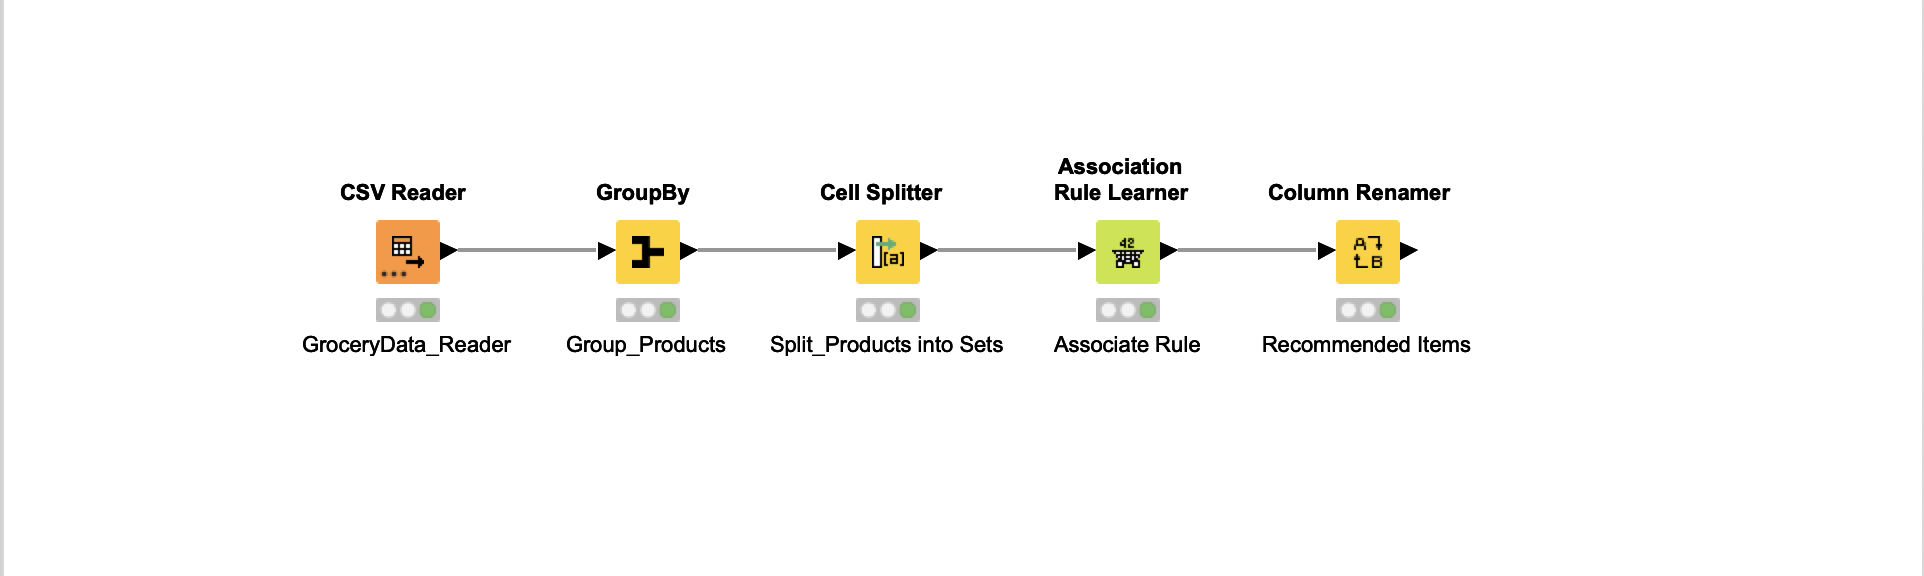 Association
CSV Reader
GroupBy
Cell Splitter
Rule Learner
Column Renamer
[a]
42
A
B
GroceryData_Reader
Group_Products
Split_Products into Sets
Associate Rule
Recommended Items